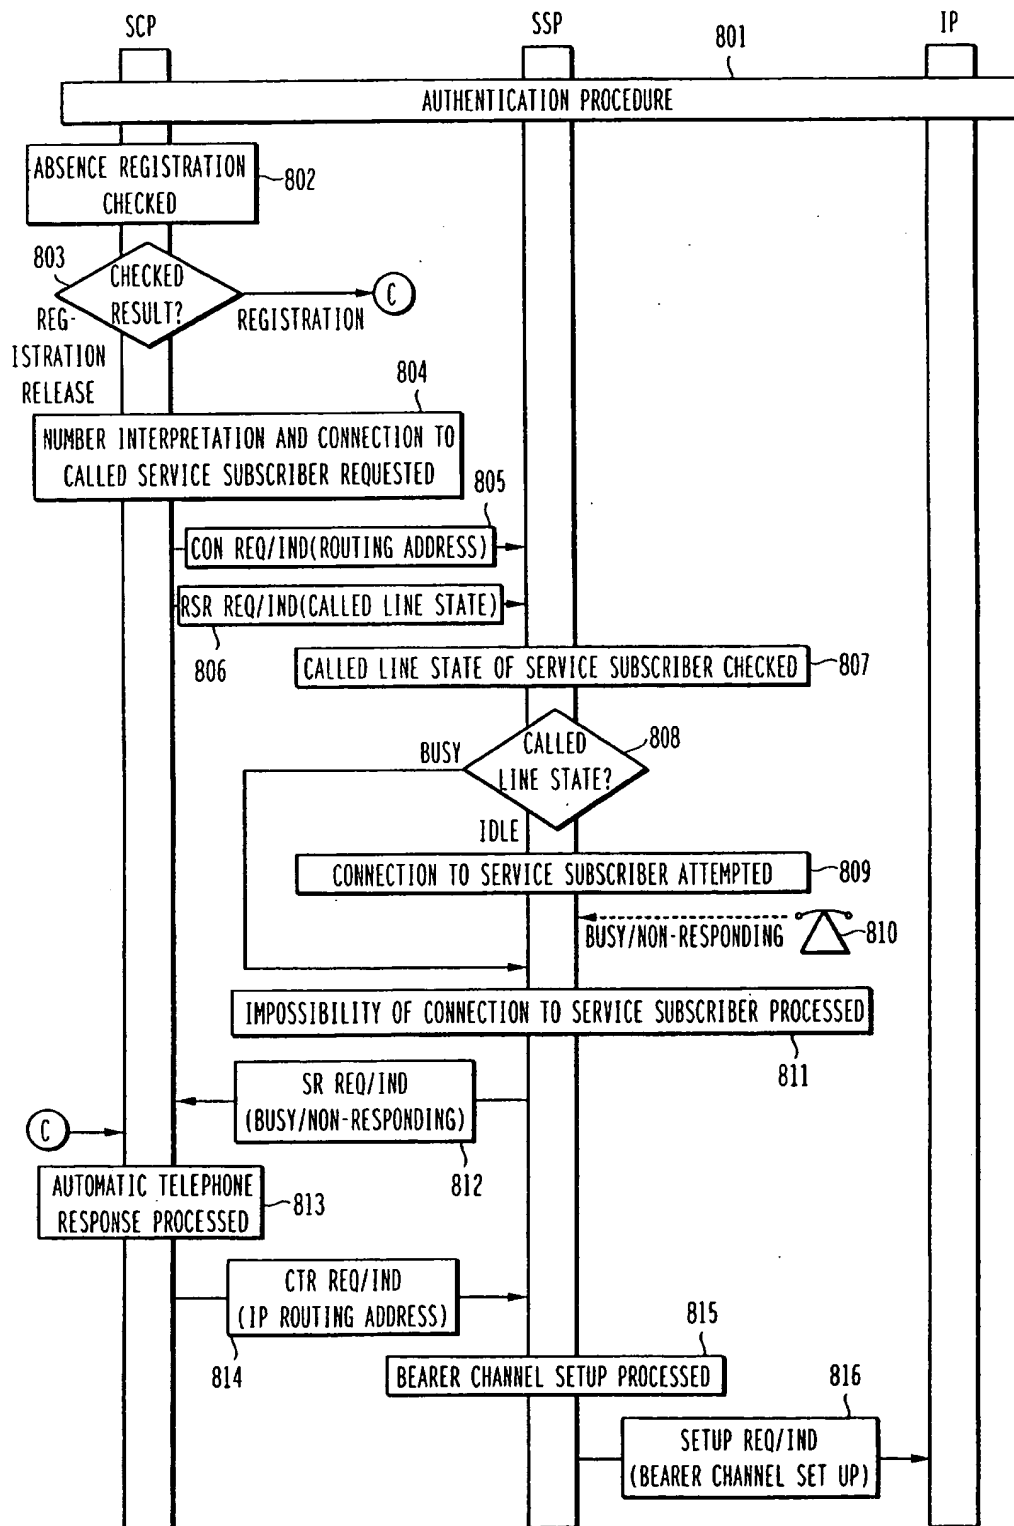 SCP
SSP
IP
801
AUTHENTICATION PROCEDURE
ABSENCE REGISTRATION
CHECKED
802
803
CHECKED
RESULT?
C
REG-
ISTRATION
RELEASE
REGISTRATION
804
NUMBER INTERPRETATION AND CONNECTION TO
CALLED SERVICE SUBSCRIBER REQUESTED
805
CON REQ/IND(ROUTING ADDRESS)
RSR REQ/IND(CALLED LINE STATE)
806
CALLED LINE STATE OF SERVICE SUBSCRIBER CHECKED
807
BUSY
CALLED
LINE STATE?
808
IDLE
CONNECTION TO SERVICE SUBSCRIBER ATTEMPTED
809
BUSY/NON-RESPONDING
810
IMPOSSIBILITY OF CONNECTION TO SERVICE SUBSCRIBER PROCESSED
811
SR REQ/IND
(BUSY/NON-RESPONDING)
812
C
AUTOMATIC TELEPHONE
RESPONSE PROCESSED
813
CTR REQ/IND
(IP ROUTING ADDRESS)
814
815
BEARER CHANNEL SETUP PROCESSED
816
SETUP REQ/IND
(BEARER CHANNEL SET UP)